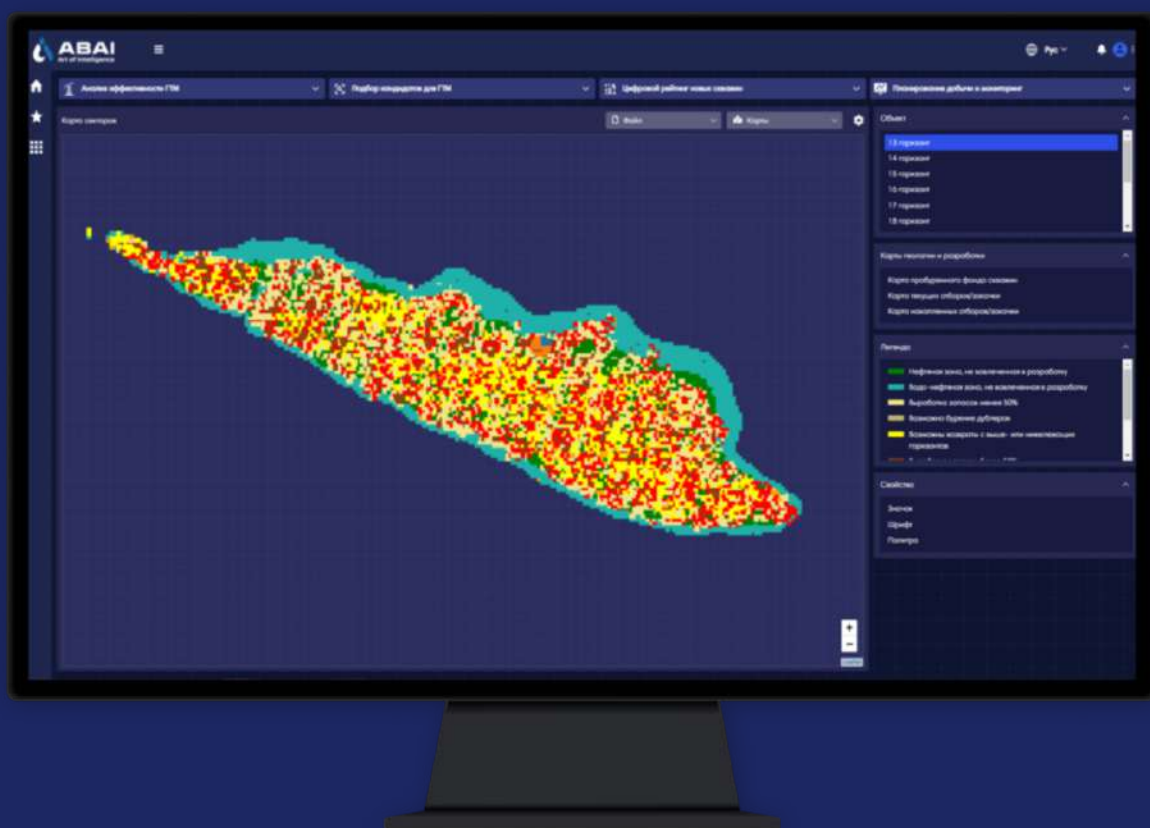 ABAI
Art of Intelligence
Рус
Анализ эффективности ГТМ
Подбор кандидатов для ГТМ
Цифровой рейтинг новых скважин
Планирование добычи и мониторинг
Карта секторов
Файл
Карты
Объект
13 горизонт
14 горизонт
15 горизонт
16 горизонт
17 горизонт
18 горизонт
Карты геологии и разработки
Карта пробуренного фонда скважин
Карта текущих отборов/закачки
Карта накопленных отборов/закачки
Легенда
Нефтяная зона, не вовлеченная в разработку
Водо-нефтяная зона, не вовлеченная в разработку
Выработка запасов менее 50%
Возможно бурение дублеров
Возможны возвраты с выше- или нижележащих
горизонтов
Свойства
Значок
Шрифт
Палитра
+
−